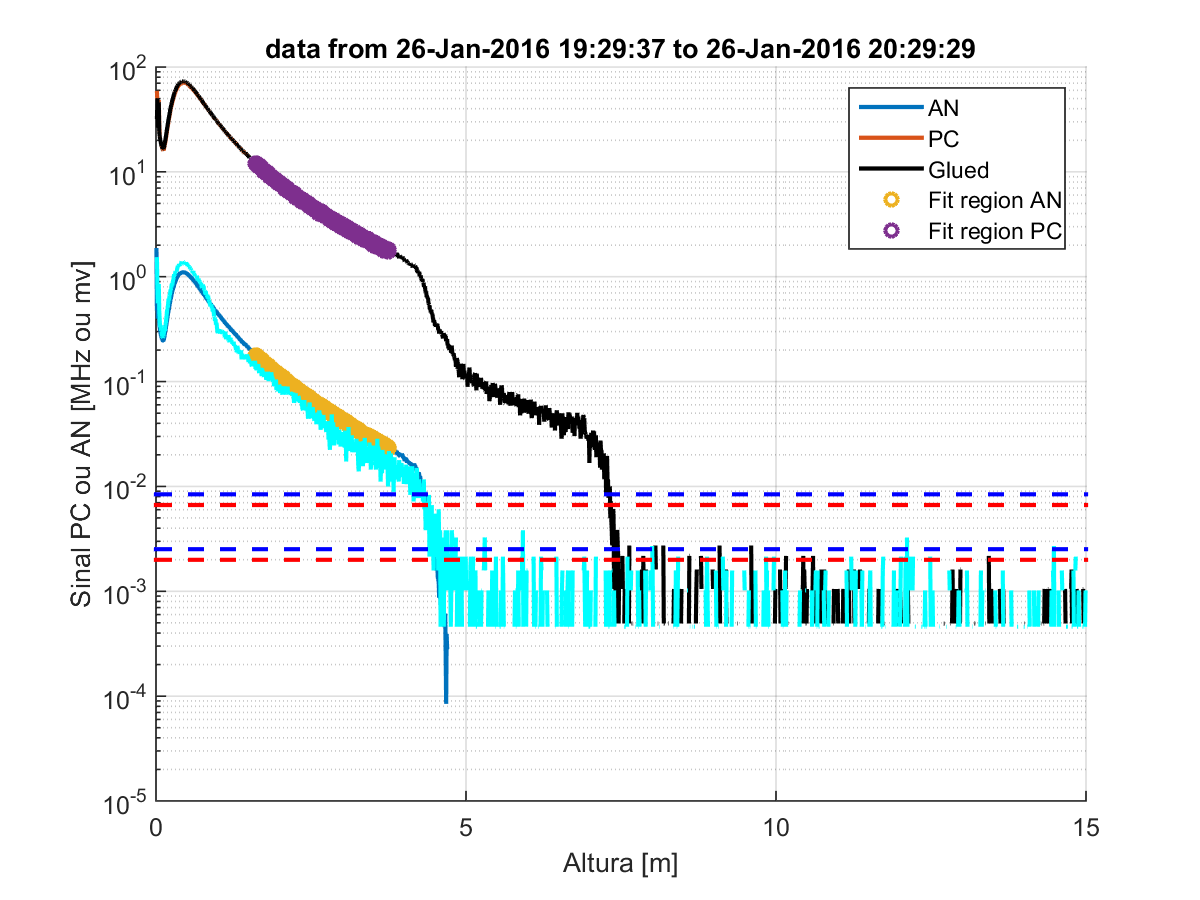 data from 26-Jan-2016 19:29:37 to 26-Jan-2016 20:29:29
AN
PC
Glued
Fit region AN
Fit region PC
Sinal PC ou AN [MHz ou mv]
10^2
10^1
10^0
10^-1
10^-2
10^-3
10^-4
10^-5
0 5 10 15
Altura [m]